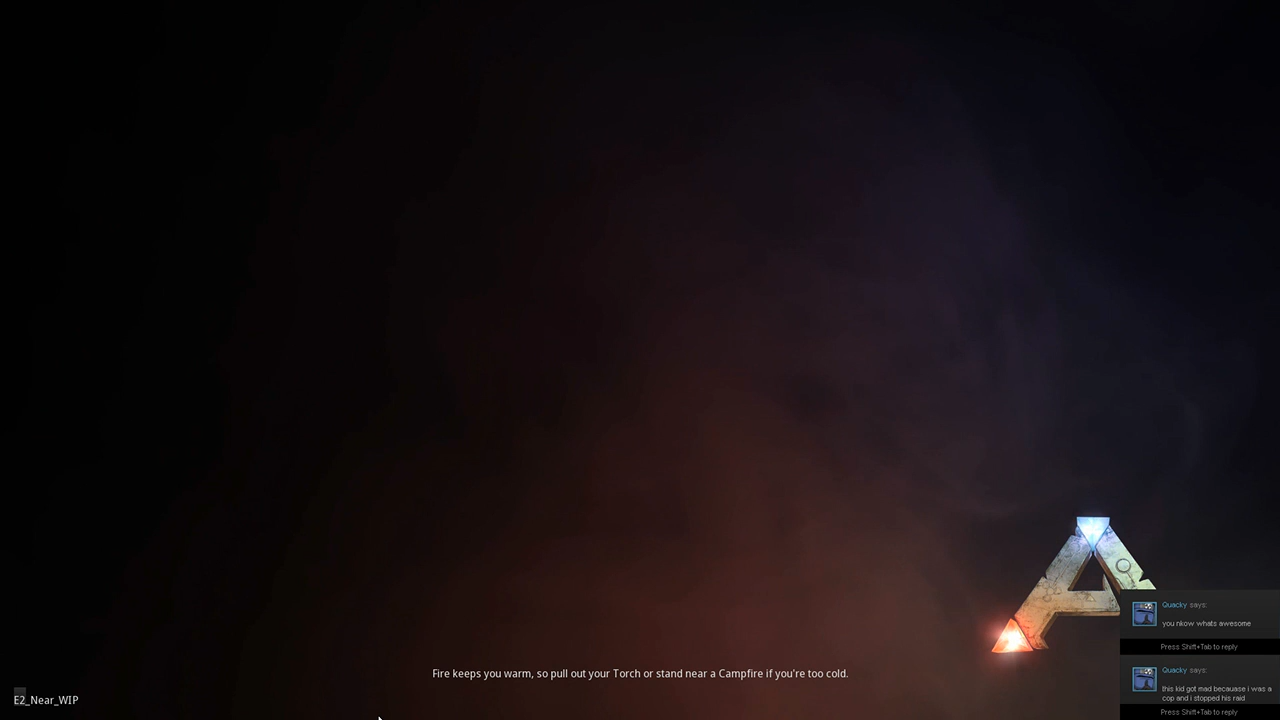 Quacky says:
you nkow whats awesome
Press Shift+Tab to reply
Quacky says:
this kid got mad becauase i was a
cop and i stopped his raid
Press Shift+Tab to reply
Fire keeps you warm, so pull out your Torch or stand near a Campfire if you're too cold.
E2_Near_WIP